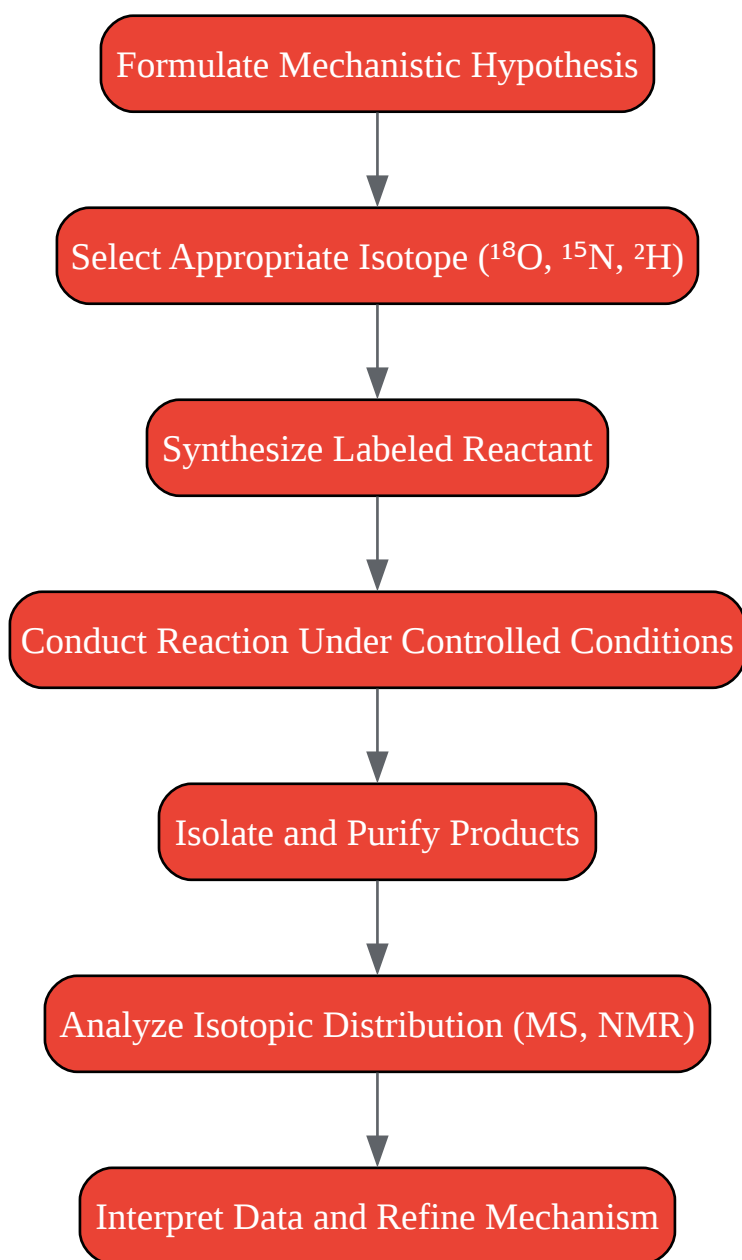 Formulate Mechanistic Hypothesis
Select Appropriate Isotope (¹⁸O, ¹⁵N, ²H)
Synthesize Labeled Reactant
Conduct Reaction Under Controlled Conditions
Isolate and Purify Products
Analyze Isotopic Distribution (MS, NMR)
Interpret Data and Refine Mechanism